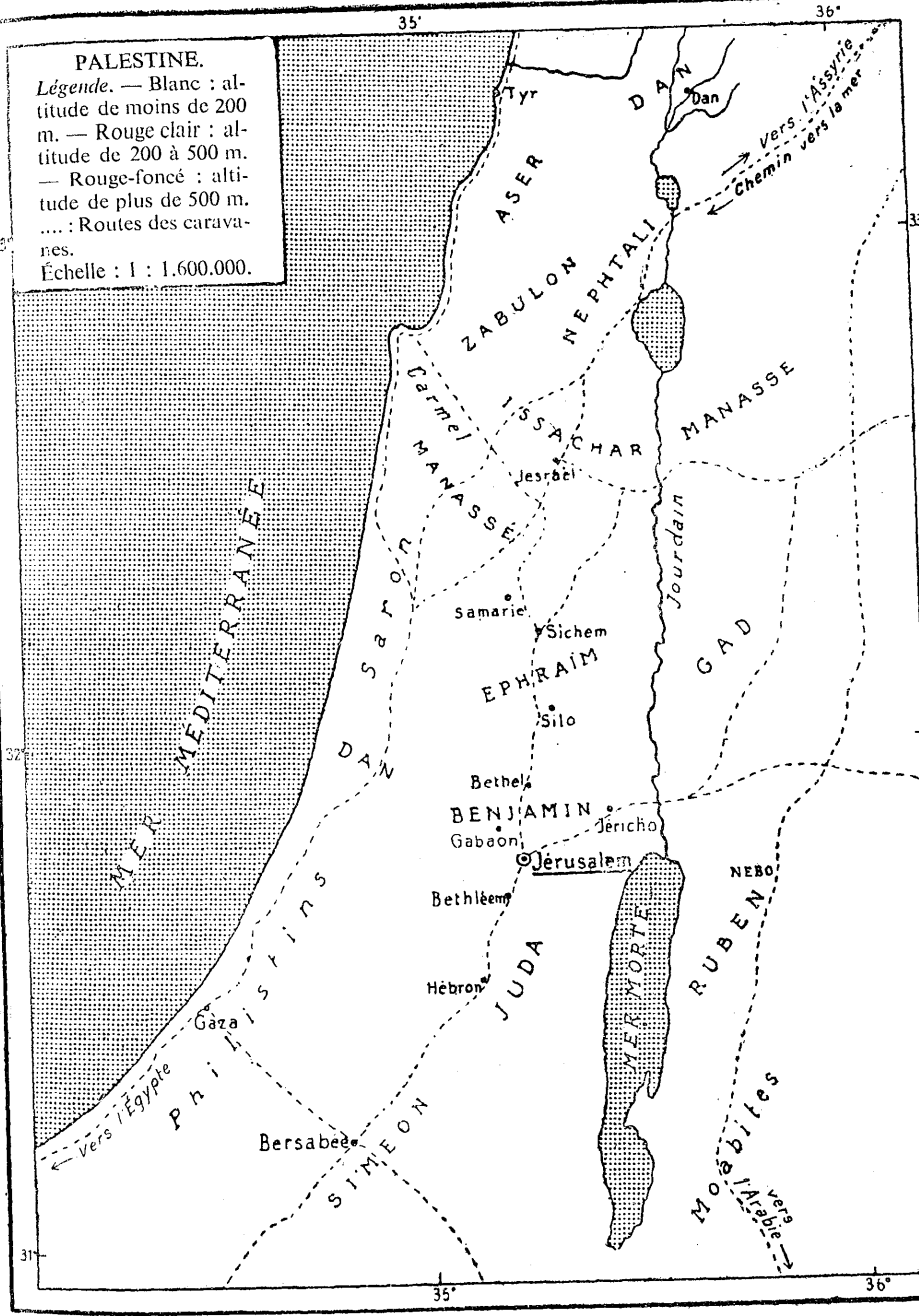 35°
36°
PALESTINE.
Légende. — Blanc : al-
titude de moins de 200
m. — Rouge clair : al-
titude de 200 à 500 m.
— Rouge-foncé : alti-
tude de plus de 500 m.
.... : Routes des carava-
nes.
Échelle : 1 : 1.600.000.
Tyr
DAN
Dan
Vers l'Assyrie
Chemin vers la mer
ASER
ZABULON
NEPHTALI
Carmel
ISSACHAR
MANASSE
MANASSE
Jesraël
MER MÉDITERRANÉE
Jourdain
Saron
Samarie
Sichem
GAD
EPHRAÏM
Silo
32°
DAN
Bethel
BENJAMIN
Jéricho
Gabaon
Jérusalem
NEBO
Bethléem
RUBEN
MER MORTE
JUDA
Hébron
Philistins
Gaza
Vers l'Égypte
Bersabée
SIMEON
Moabites
vers
l'Arabie
31°
35°
36°